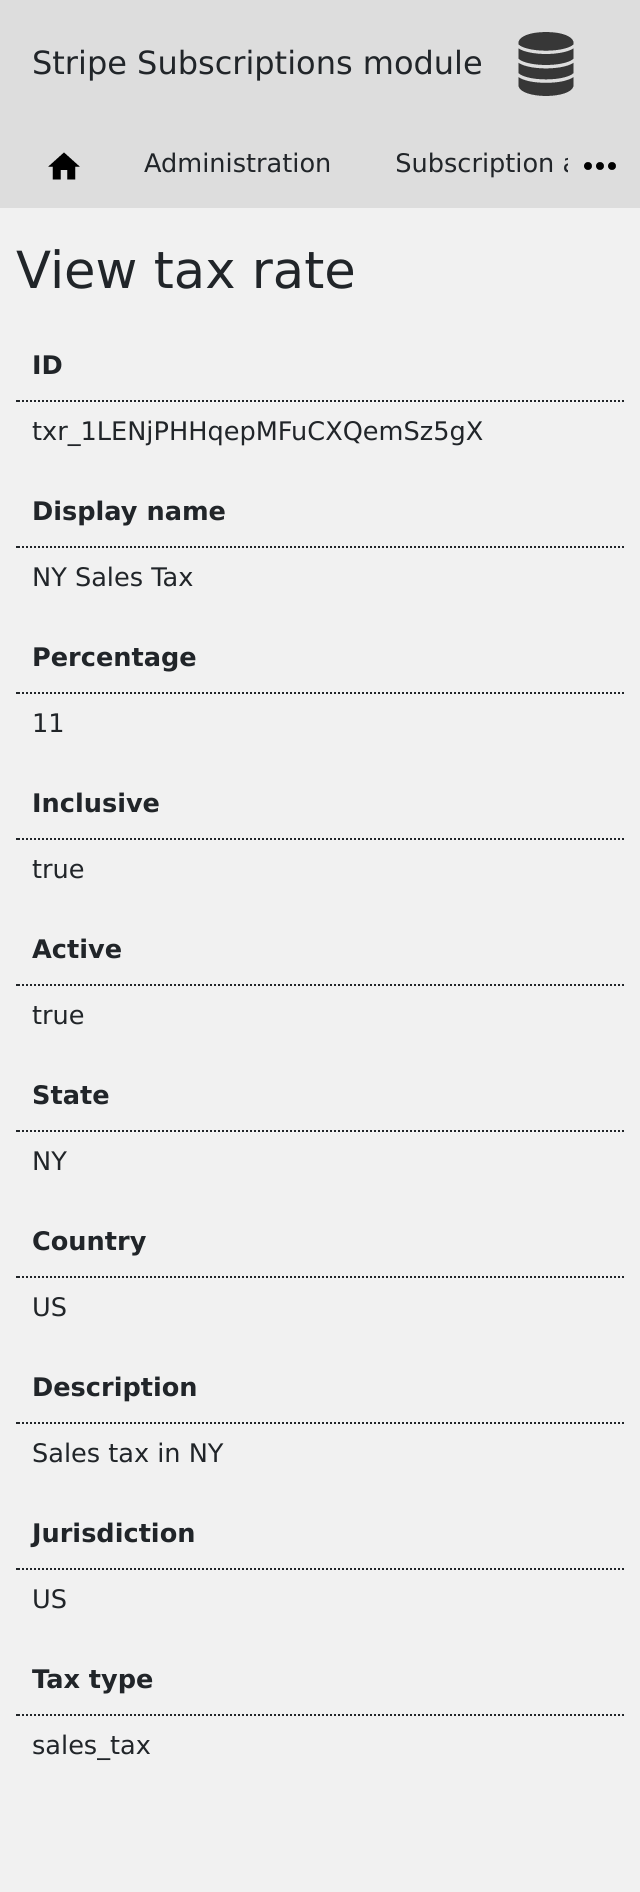 Stripe Subscriptions module
Administration
Subscription
View tax rate
ID
txr_1LENjPHHqepMFuCXQemSz5gX
Display name
NY Sales Tax
Percentage
11
Inclusive
true
Active
true
State
NY
Country
US
Description
Sales tax in NY
Jurisdiction
US
Tax type
sales_tax